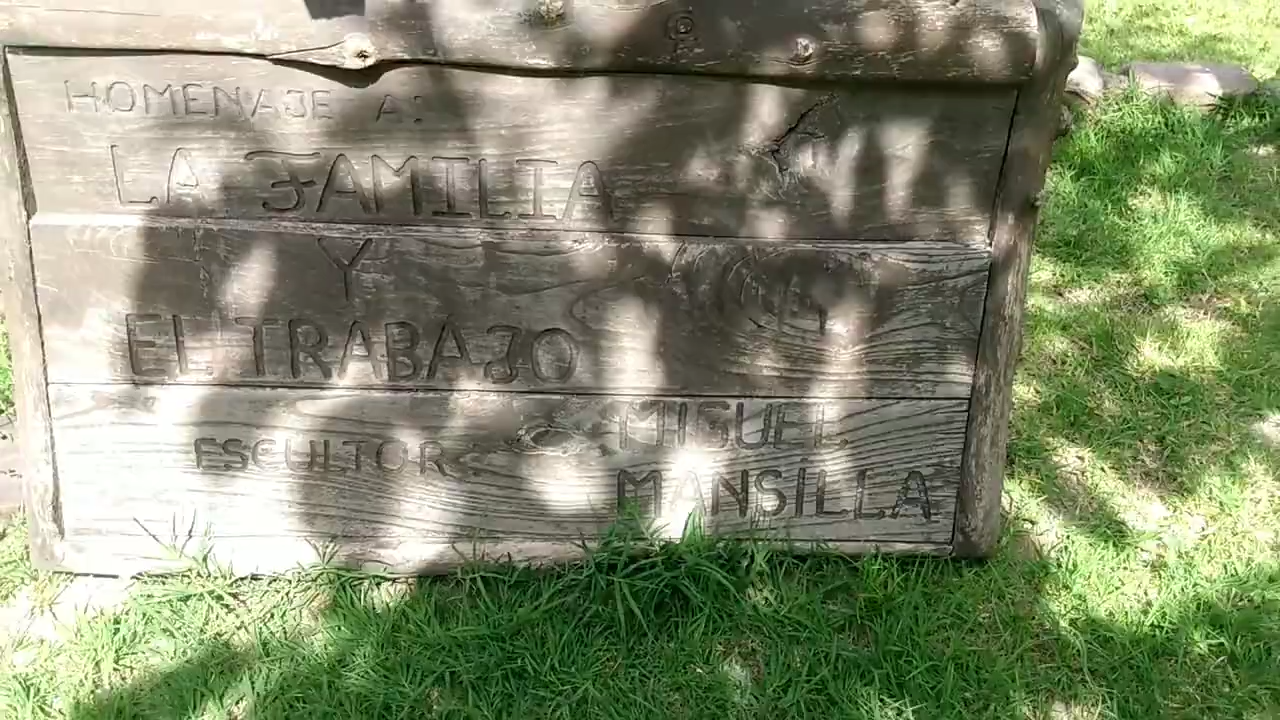 HOMENAJE A:
LA FAMILIA
Y
EL TRABAJO
ESCULTOR MIGUEL
MANSILLA